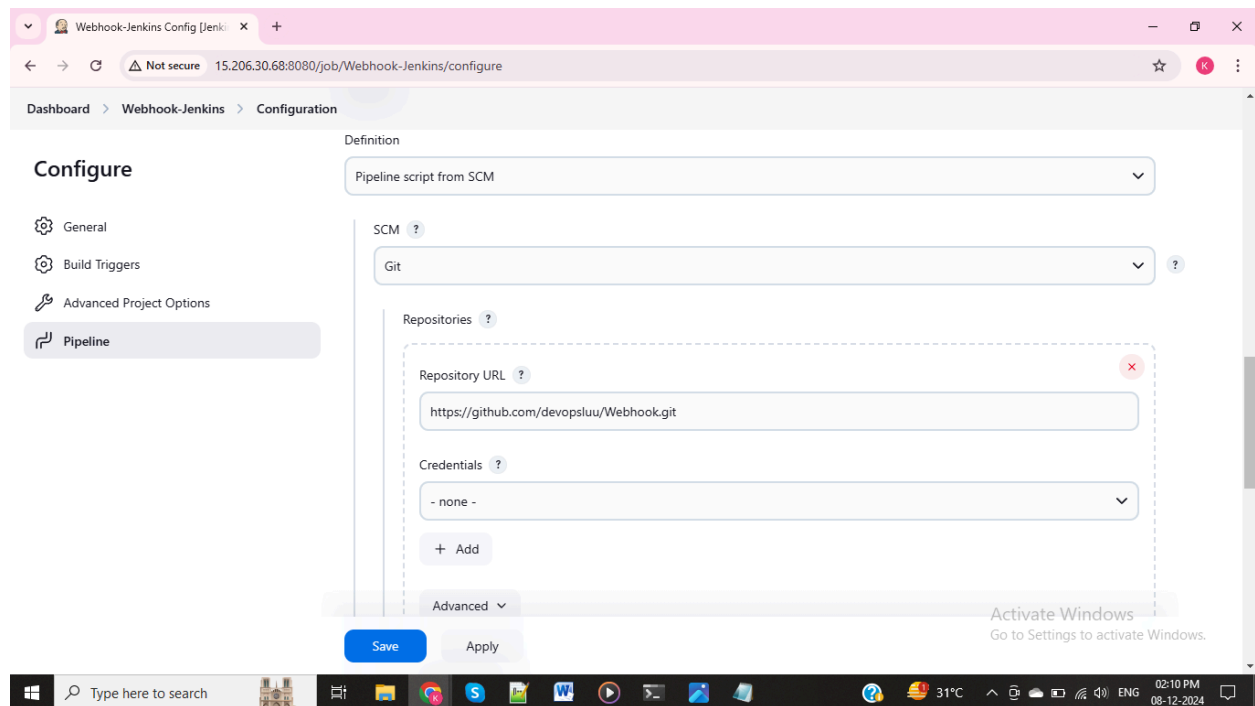 Webhook-Jenkins Config [Jenki
Not secure 15.206.30.68:8080/job/Webhook-Jenkins/configure
K
Dashboard > Webhook-Jenkins > Configuration
Configure
General
Build Triggers
Advanced Project Options
Pipeline
Definition
Pipeline script from SCM
SCM ?
Git
?
Repositories ?
Repository URL ?
https://github.com/devopsluu/Webhook.git
Credentials ?
- none -
+ Add
Advanced
Save
Apply
Activate Windows
Go to Settings to activate Windows.
Type here to search
31°C
ENG
02:10 PM
08-12-2024